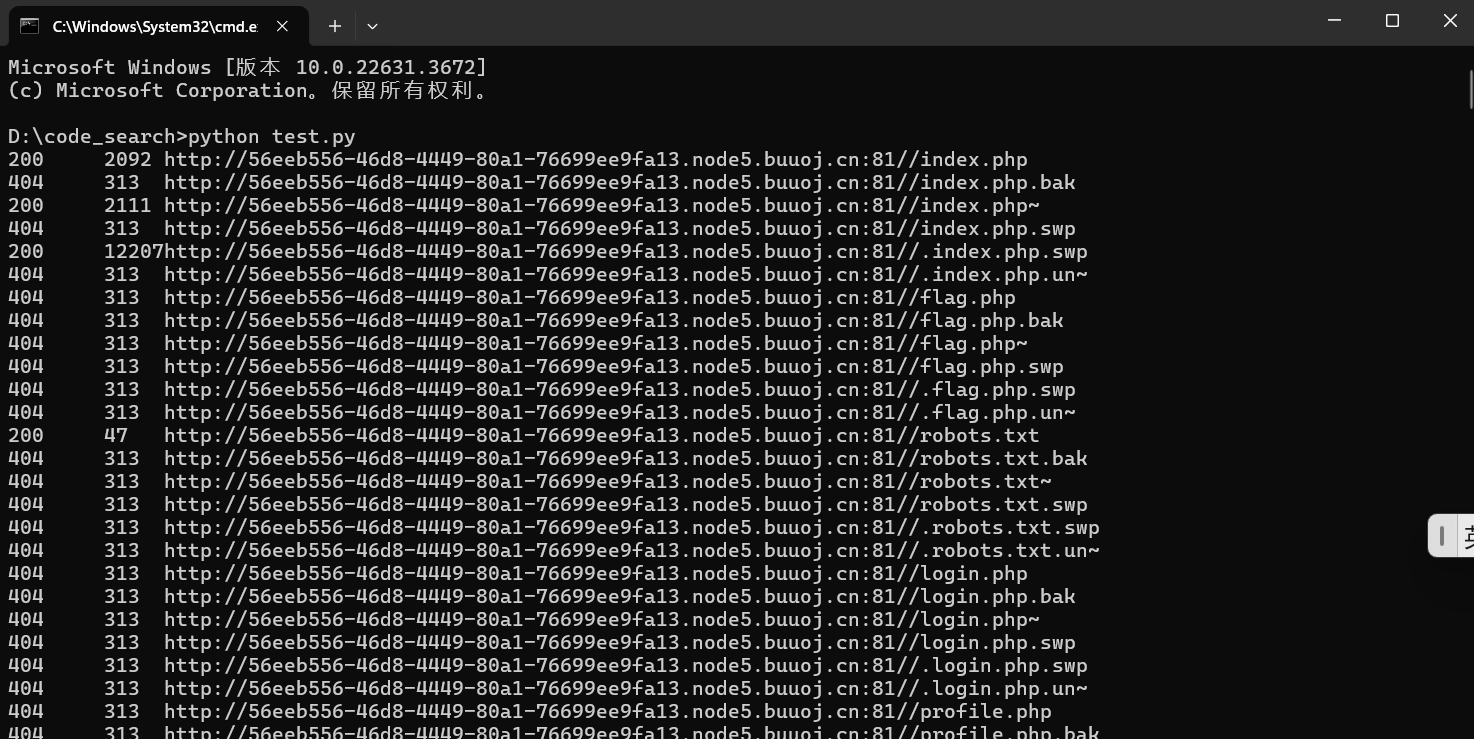 C:\Windows\System32\cmd.e
Microsoft Windows [版本 10.0.22631.3672]
(c) Microsoft Corporation。保留所有权利。
D:\code_search>python test.py
200     2092 http://56eeb556-46d8-4449-80a1-76699ee9fa13.node5.buuoj.cn:81//index.php
404     313  http://56eeb556-46d8-4449-80a1-76699ee9fa13.node5.buuoj.cn:81//index.php.bak
200     2111 http://56eeb556-46d8-4449-80a1-76699ee9fa13.node5.buuoj.cn:81//index.php~
404     313  http://56eeb556-46d8-4449-80a1-76699ee9fa13.node5.buuoj.cn:81//index.php.swp
200     12207http://56eeb556-46d8-4449-80a1-76699ee9fa13.node5.buuoj.cn:81//.index.php.swp
404     313  http://56eeb556-46d8-4449-80a1-76699ee9fa13.node5.buuoj.cn:81//.index.php.un~
404     313  http://56eeb556-46d8-4449-80a1-76699ee9fa13.node5.buuoj.cn:81//flag.php
404     313  http://56eeb556-46d8-4449-80a1-76699ee9fa13.node5.buuoj.cn:81//flag.php.bak
404     313  http://56eeb556-46d8-4449-80a1-76699ee9fa13.node5.buuoj.cn:81//flag.php~
404     313  http://56eeb556-46d8-4449-80a1-76699ee9fa13.node5.buuoj.cn:81//flag.php.swp
404     313  http://56eeb556-46d8-4449-80a1-76699ee9fa13.node5.buuoj.cn:81//.flag.php.swp
404     313  http://56eeb556-46d8-4449-80a1-76699ee9fa13.node5.buuoj.cn:81//.flag.php.un~
200     47   http://56eeb556-46d8-4449-80a1-76699ee9fa13.node5.buuoj.cn:81//robots.txt
404     313  http://56eeb556-46d8-4449-80a1-76699ee9fa13.node5.buuoj.cn:81//robots.txt.bak
404     313  http://56eeb556-46d8-4449-80a1-76699ee9fa13.node5.buuoj.cn:81//robots.txt~
404     313  http://56eeb556-46d8-4449-80a1-76699ee9fa13.node5.buuoj.cn:81//robots.txt.swp
404     313  http://56eeb556-46d8-4449-80a1-76699ee9fa13.node5.buuoj.cn:81//.robots.txt.swp
404     313  http://56eeb556-46d8-4449-80a1-76699ee9fa13.node5.buuoj.cn:81//.robots.txt.un~
404     313  http://56eeb556-46d8-4449-80a1-76699ee9fa13.node5.buuoj.cn:81//login.php
404     313  http://56eeb556-46d8-4449-80a1-76699ee9fa13.node5.buuoj.cn:81//login.php.bak
404     313  http://56eeb556-46d8-4449-80a1-76699ee9fa13.node5.buuoj.cn:81//login.php~
404     313  http://56eeb556-46d8-4449-80a1-76699ee9fa13.node5.buuoj.cn:81//login.php.swp
404     313  http://56eeb556-46d8-4449-80a1-76699ee9fa13.node5.buuoj.cn:81//.login.php.swp
404     313  http://56eeb556-46d8-4449-80a1-76699ee9fa13.node5.buuoj.cn:81//.login.php.un~
404     313  http://56eeb556-46d8-4449-80a1-76699ee9fa13.node5.buuoj.cn:81//profile.php
404     313  http://56eeb556-46d8-4449-80a1-76699ee9fa13.node5.buuoj.cn:81//profile.php.bak